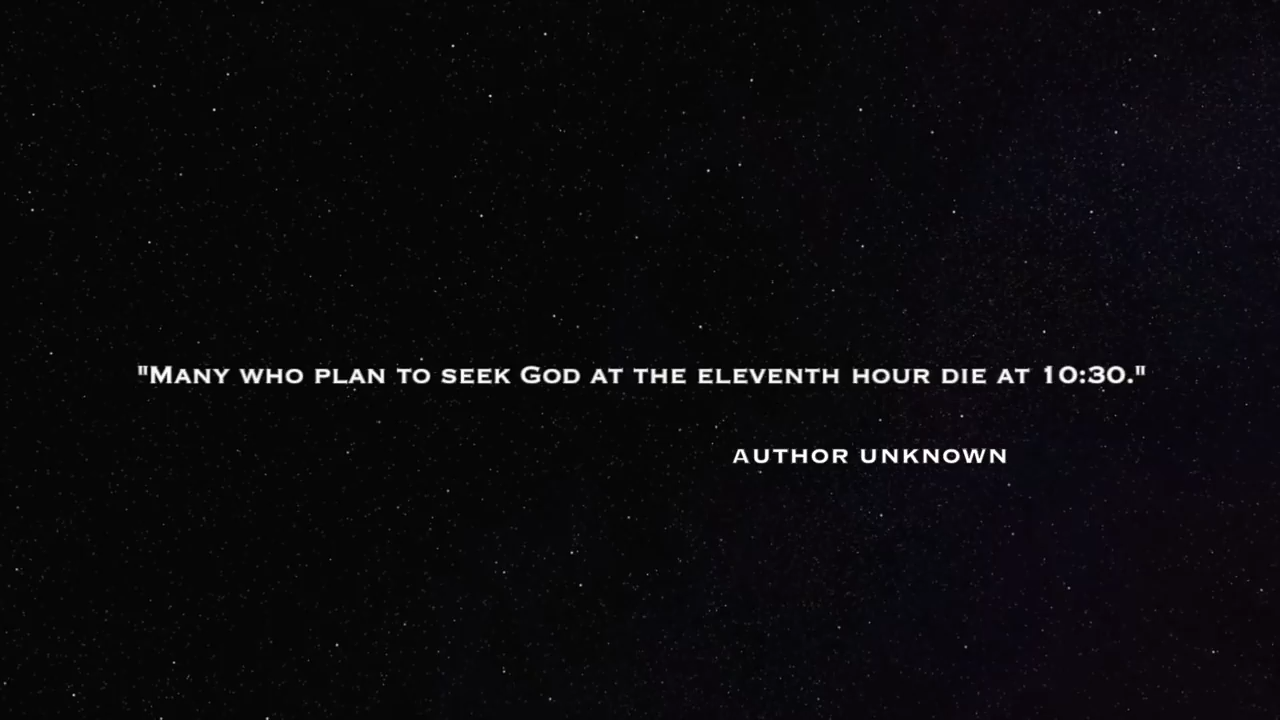 "Many who plan to seek God at the eleventh hour die at 10:30."
AUTHOR UNKNOWN